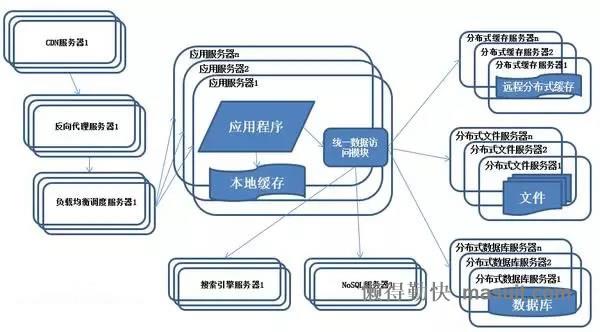 CDN服务器1
反向代理服务器1
负载均衡调度服务器1
应用服务器n
应用服务器2
应用服务器1
应用程序
本地缓存
统一数据访
问模块
搜索引擎服务器1
NoSQL服务器1
分布式缓存服务器n
分布式缓存服务器2
分布式缓存服务器1
远程分布式缓存
分布式文件服务器n
分布式文件服务器2
分布式文件服务器1
文件
分布式数据库服务器n
分布式数据库服务器2
分布式数据库服务器1
数据库
懒得勤快 masuit.com